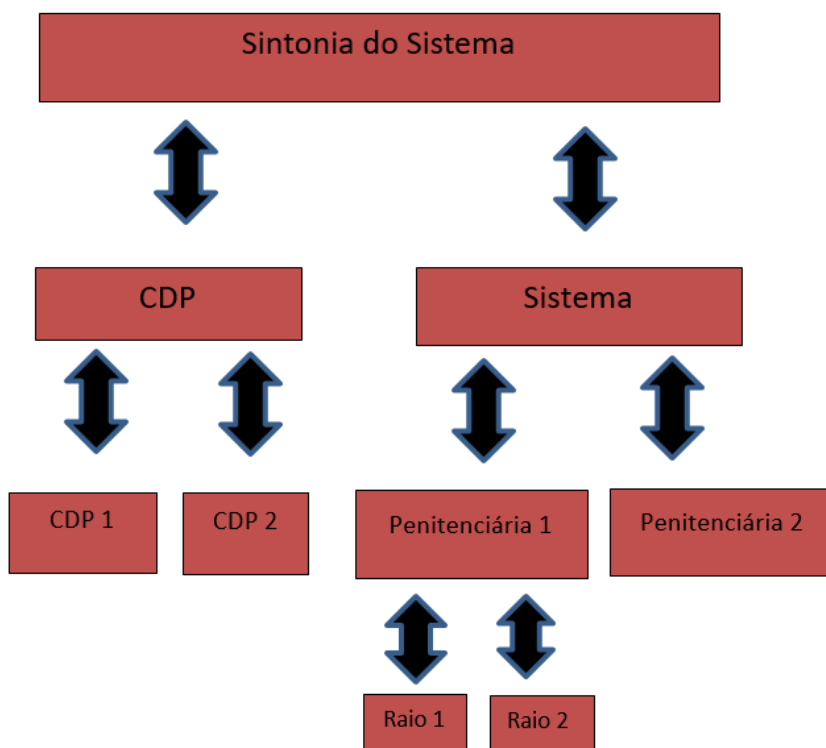 Sintonia do Sistema
CDP
Sistema
CDP 1
CDP 2
Penitenciária 1
Penitenciária 2
Raio 1
Raio 2